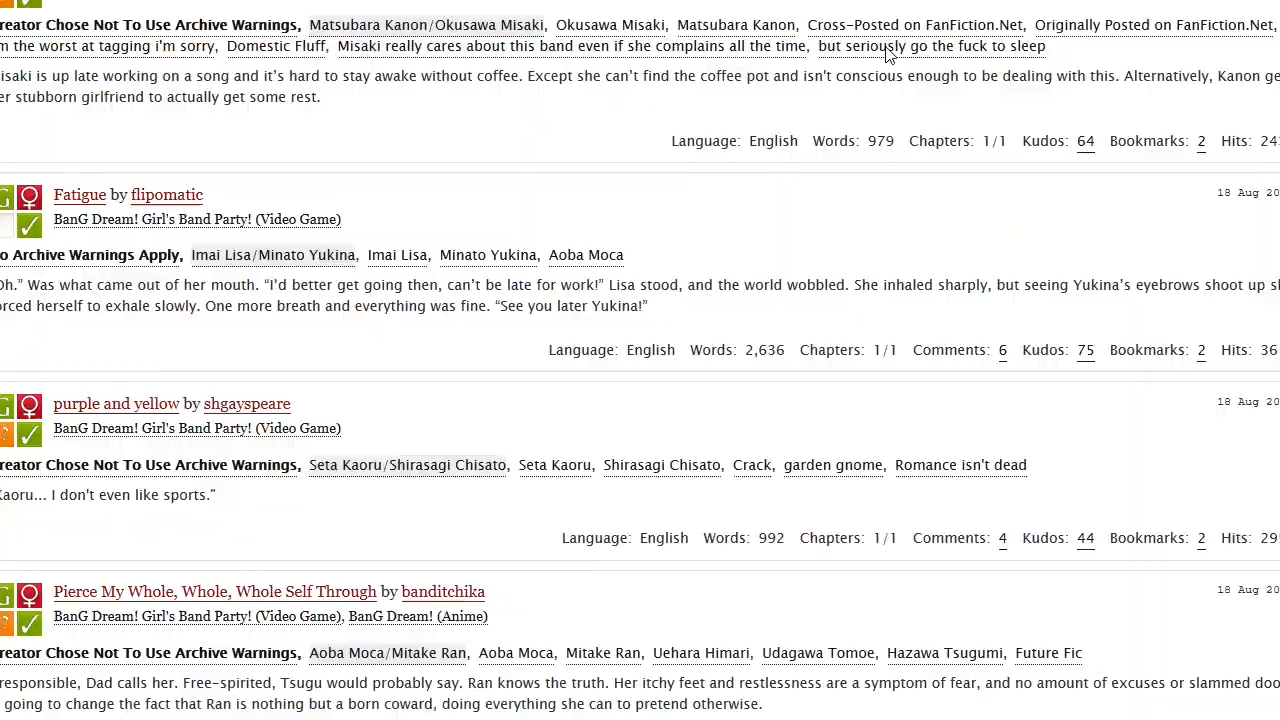 reator Chose Not To Use Archive Warnings, Matsubara Kanon/Okusawa Misaki, Okusawa Misaki, Matsubara Kanon, Cross-Posted on FanFiction.Net, Originally Posted on FanFiction.Net,
m the worst at tagging i'm sorry, Domestic Fluff, Misaki really cares about this band even if she complains all the time, but seriously go the fuck to sleep
isaki is up late working on a song and it’s hard to stay awake without coffee. Except she can’t find the coffee pot and isn't conscious enough to be dealing with this. Alternatively, Kanon ge
er stubborn girlfriend to actually get some rest.
Language: English Words: 979 Chapters: 1/1 Kudos: 64 Bookmarks: 2 Hits: 24
Fatigue by flipomatic
18 Aug 20
BanG Dream! Girl's Band Party! (Video Game)
o Archive Warnings Apply, Imai Lisa/Minato Yukina, Imai Lisa, Minato Yukina, Aoba Moca
Oh.” Was what came out of her mouth. “I’d better get going then, can’t be late for work!” Lisa stood, and the world wobbled. She inhaled sharply, but seeing Yukina’s eyebrows shoot up s
orced herself to exhale slowly. One more breath and everything was fine. “See you later Yukina!”
Language: English Words: 2,636 Chapters: 1/1 Comments: 6 Kudos: 75 Bookmarks: 2 Hits: 36
purple and yellow by shgayspeare
18 Aug 20
BanG Dream! Girl's Band Party! (Video Game)
reator Chose Not To Use Archive Warnings, Seta Kaoru/Shirasagi Chisato, Seta Kaoru, Shirasagi Chisato, Crack, garden gnome, Romance isn't dead
Kaoru... I don't even like sports.”
Language: English Words: 992 Chapters: 1/1 Comments: 4 Kudos: 44 Bookmarks: 2 Hits: 29
Pierce My Whole, Whole, Whole Self Through by banditchika
18 Aug 20
BanG Dream! Girl's Band Party! (Video Game), BanG Dream! (Anime)
reator Chose Not To Use Archive Warnings, Aoba Moca/Mitake Ran, Aoba Moca, Mitake Ran, Uehara Himari, Udagawa Tomoe, Hazawa Tsugumi, Future Fic
responsible, Dad calls her. Free-spirited, Tsugu would probably say. Ran knows the truth. Her itchy feet and restlessness are a symptom of fear, and no amount of excuses or slammed doo
going to change the fact that Ran is nothing but a born coward, doing everything she can to pretend otherwise.